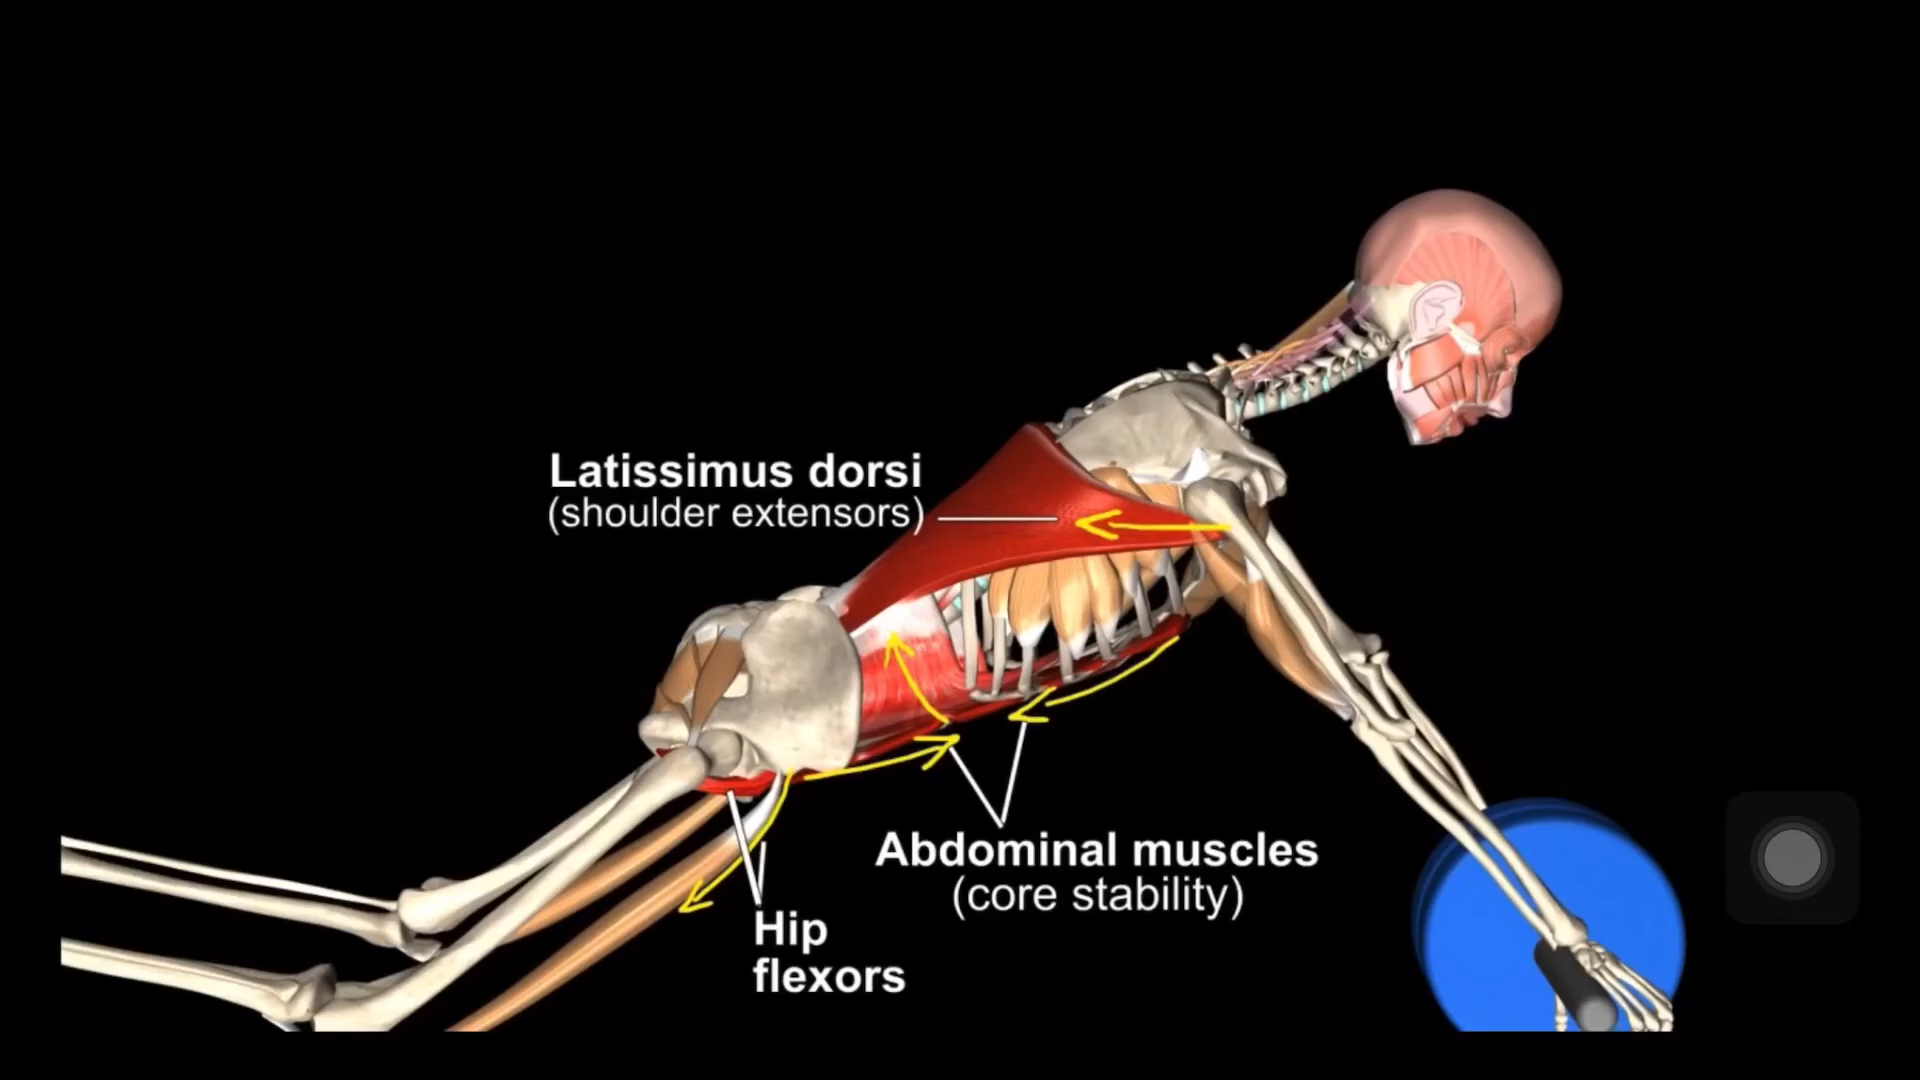 Latissimus dorsi
(shoulder extensors)
Abdominal muscles
(core stability)
Hip
flexors